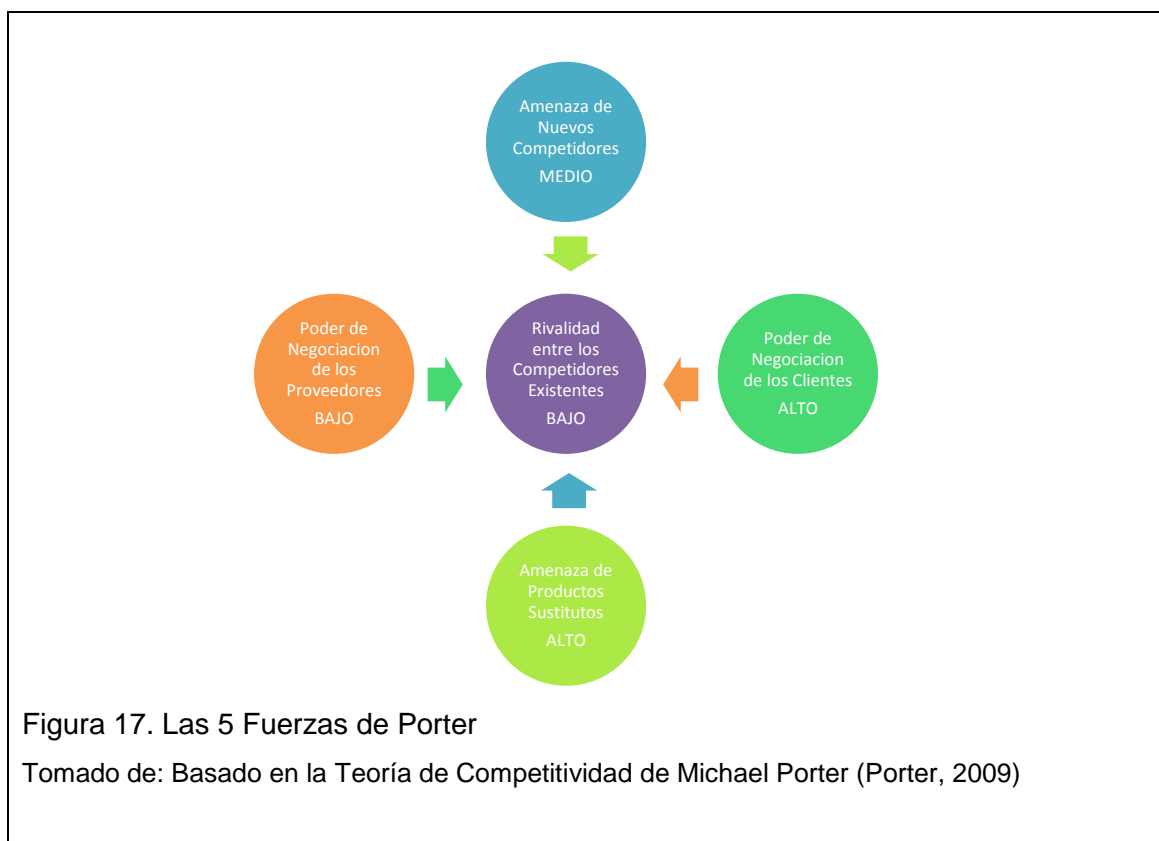 Amenaza de
Nuevos
Competidores
MEDIO
Poder de
Negociacion
de los
Proveedores
BAJO
Rivalidad
entre los
Competidores
Existentes
BAJO
Poder de
Negociacion
de los Clientes
ALTO
Amenaza de
Productos
Sustitutos
ALTO
Figura 17. Las 5 Fuerzas de Porter
Tomado de: Basado en la Teoría de Competitividad de Michael Porter (Porter, 2009)